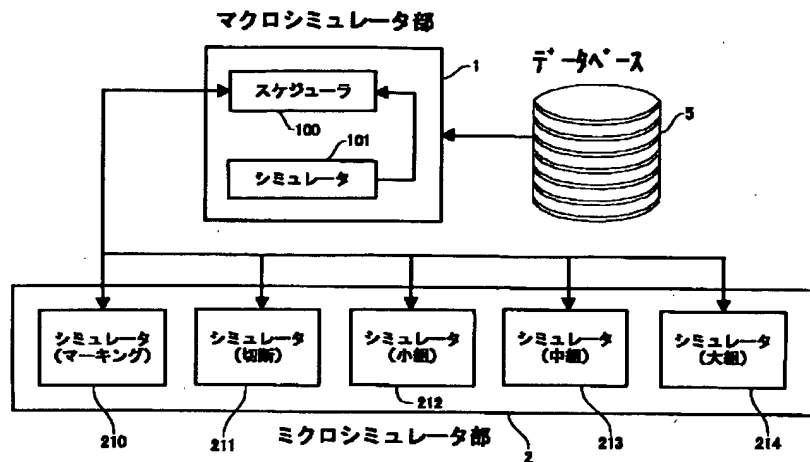 マクロシミュレータ部
1
スケジューラ
100
101
シミュレータ
データベース
5
シミュレータ
(マーキング)
シミュレータ
(切断)
シミュレータ
(小組)
シミュレータ
(中組)
シミュレータ
(大組)
210
211
212
213
214
ミクロシミュレータ部
2